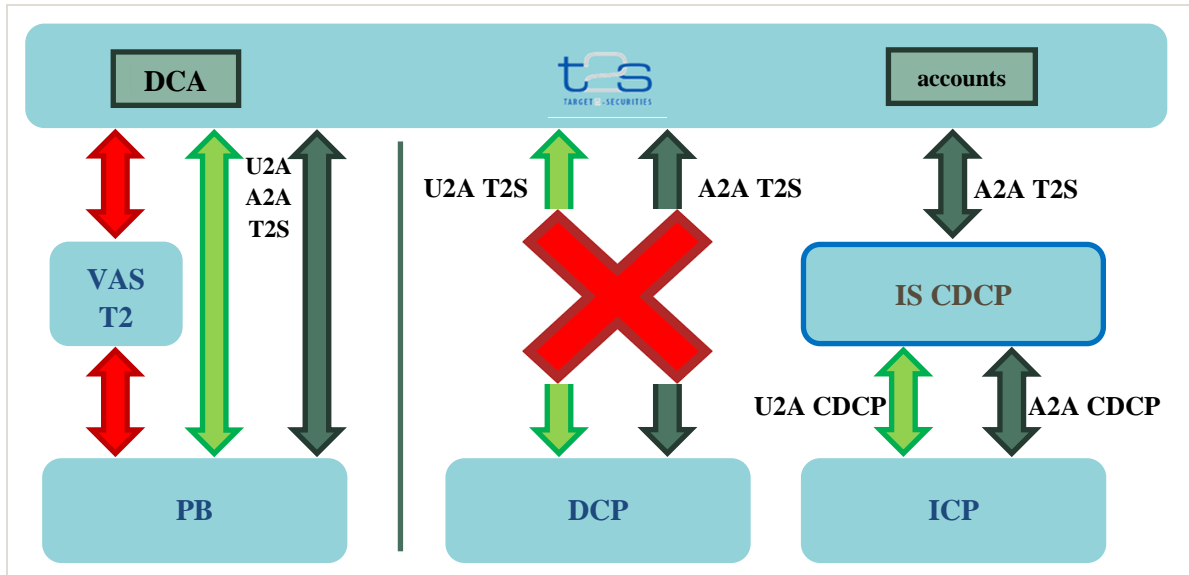 DCA
t2s
TARGET2-SECURITIES
accounts
U2A
A2A
T2S
U2A T2S
A2A T2S
A2A T2S
VAS
T2
IS CDCP
U2A CDCP
A2A CDCP
PB
DCP
ICP